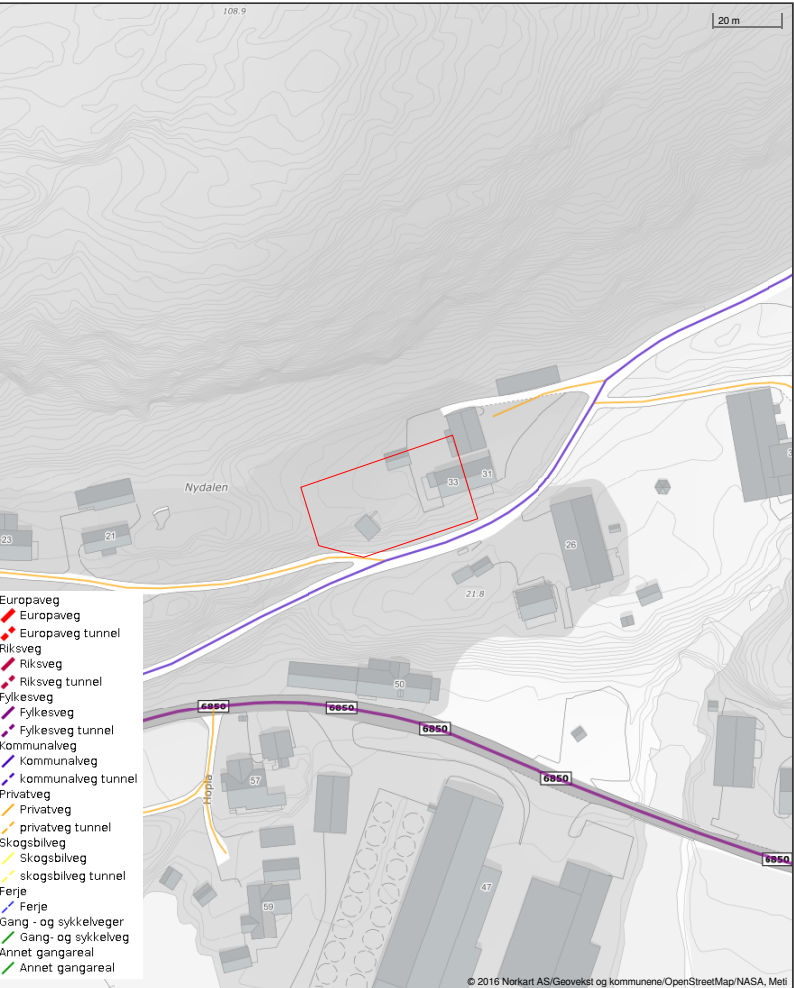 108.9
20 m
Nydalen
33
31
23
21
26
21.8
50
Europaveg
Europaveg
Europaveg tunnel
Riksveg
Riksveg
Riksveg tunnel
Fylkesveg
Fylkesveg
Fylkesveg tunnel
Kommunalveg
Kommunalveg
kommunalveg tunnel
Privatveg
Privatveg
privatveg tunnel
Skogsbilveg
Skogsbilveg
skogsbilveg tunnel
Ferje
Ferje
Gang - og sykkelveger
Gang- og sykkelveg
Annet gangareal
Annet gangareal
6850
6850
6850
6850
6850
57
Hopla
47
59
© 2016 Norkart AS/Geovekst og kommunene/OpenStreetMap/NASA, Meti